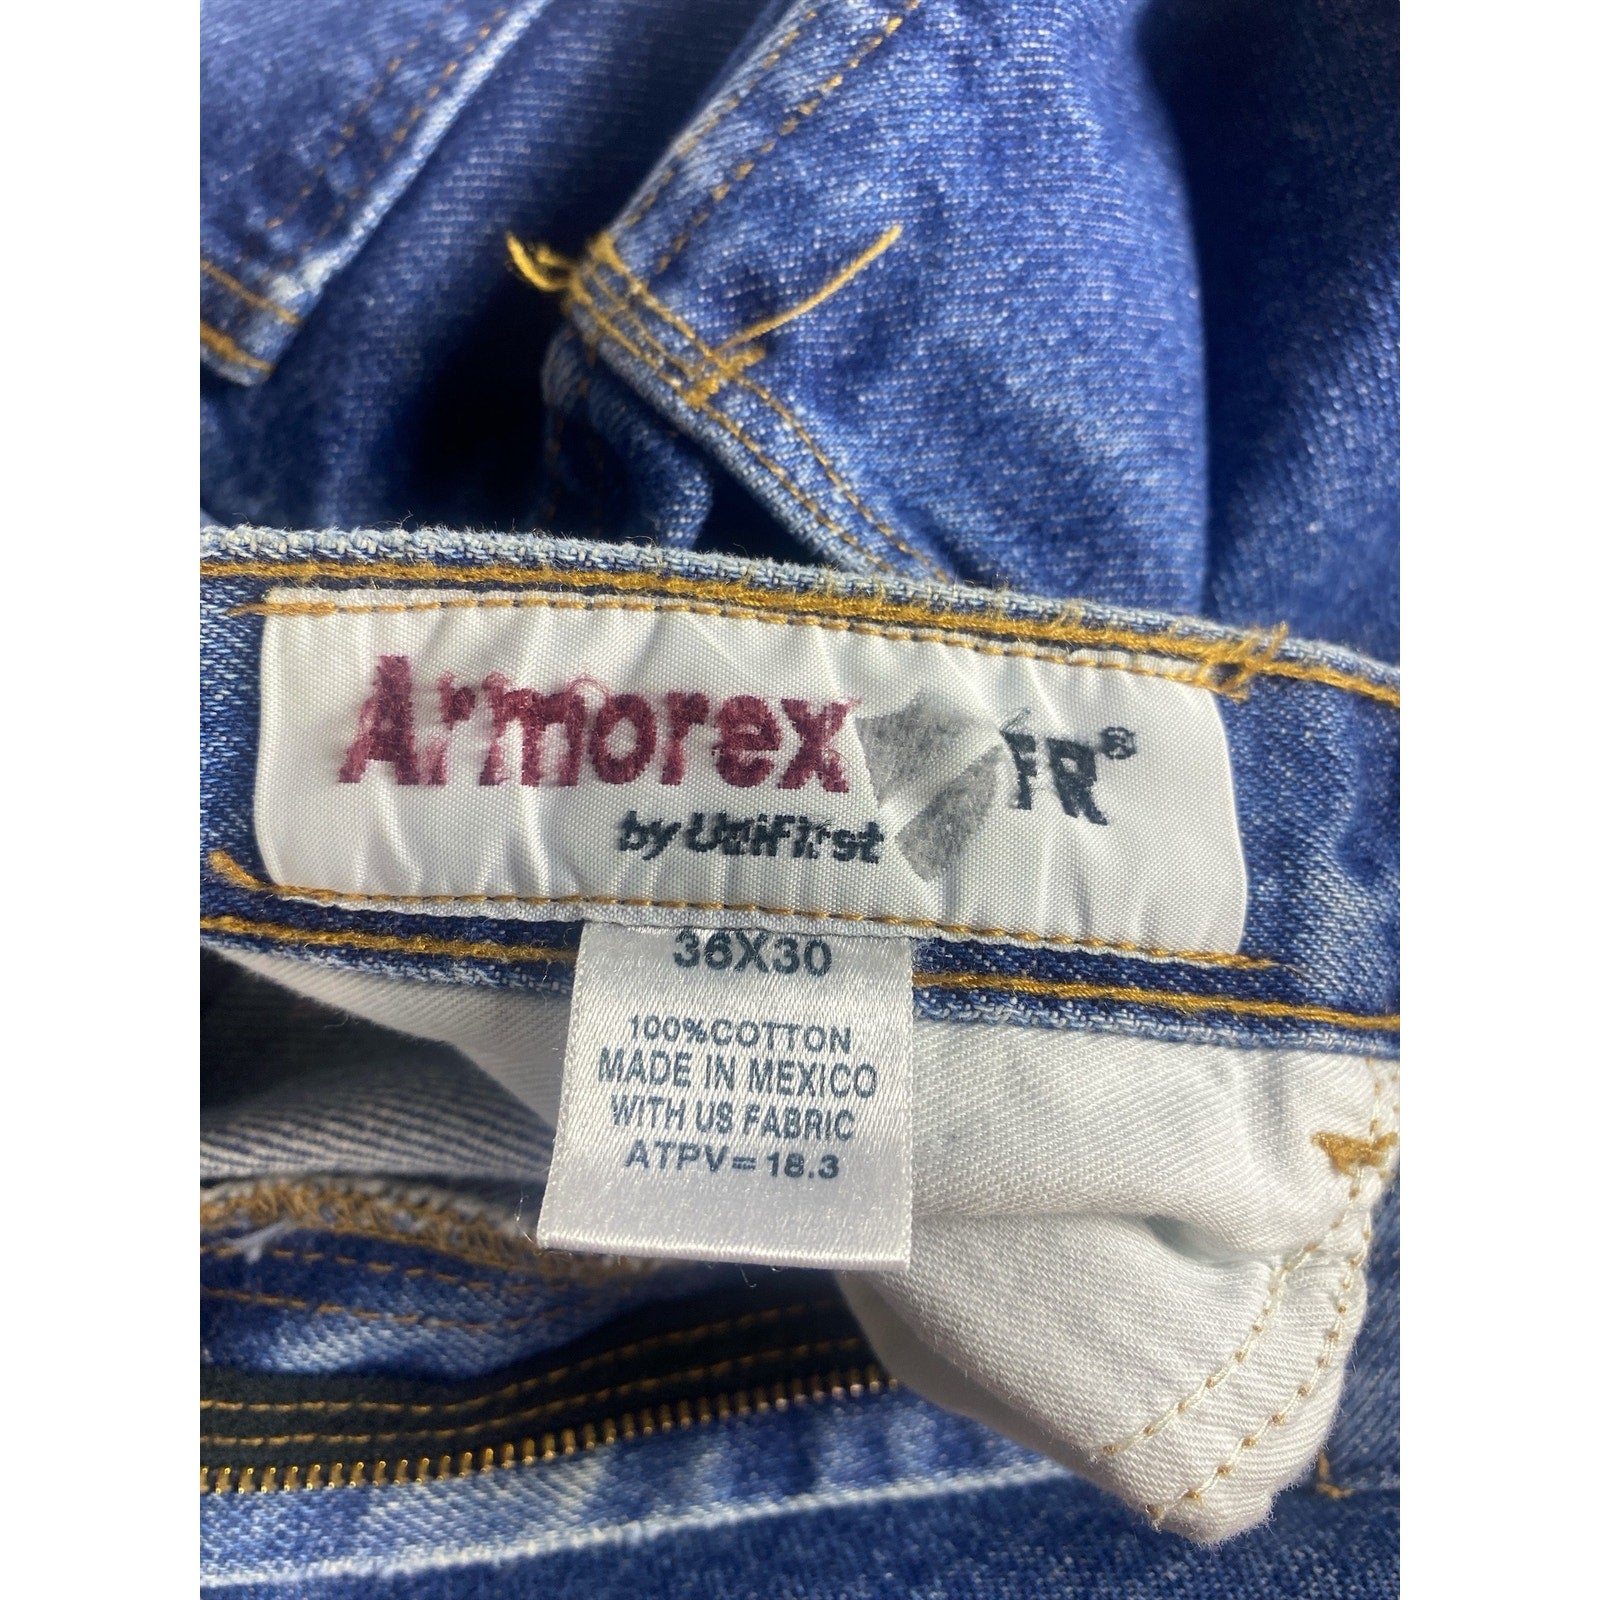 Armorex FR®
by UniFirst
36X30
100%COTTON
MADE IN MEXICO
WITH US FABRIC
ATPV=18.3